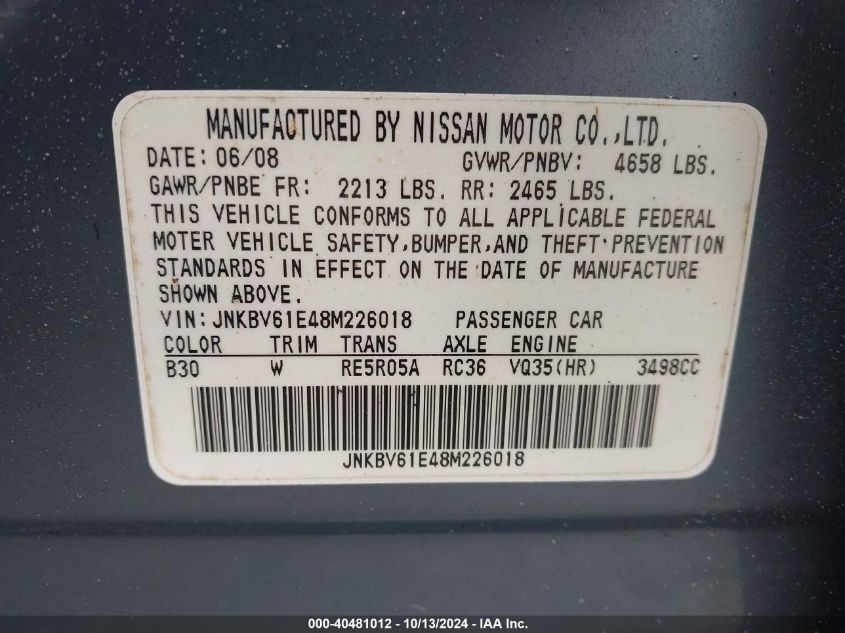 MANUFACTURED BY NISSAN MOTOR CO.,LTD.
DATE: 06/08 GVWR/PNBV: 4658 LBS.
GAWR/PNBE FR: 2213 LBS. RR: 2465 LBS.
THIS VEHICLE CONFORMS TO ALL APPLICABLE FEDERAL
MOTER VEHICLE SAFETY,BUMPER,AND THEFT PREVENTION
STANDARDS IN EFFECT ON THE DATE OF MANUFACTURE
SHOWN ABOVE.
VIN: JNKBV61E48M226018 PASSENGER CAR
COLOR TRIM TRANS AXLE ENGINE
B30 W RE5R05A RC36 VQ35(HR) 3498CC
JNKBV61E48M226018
000-40481012 - 10/13/2024 - IAA Inc.